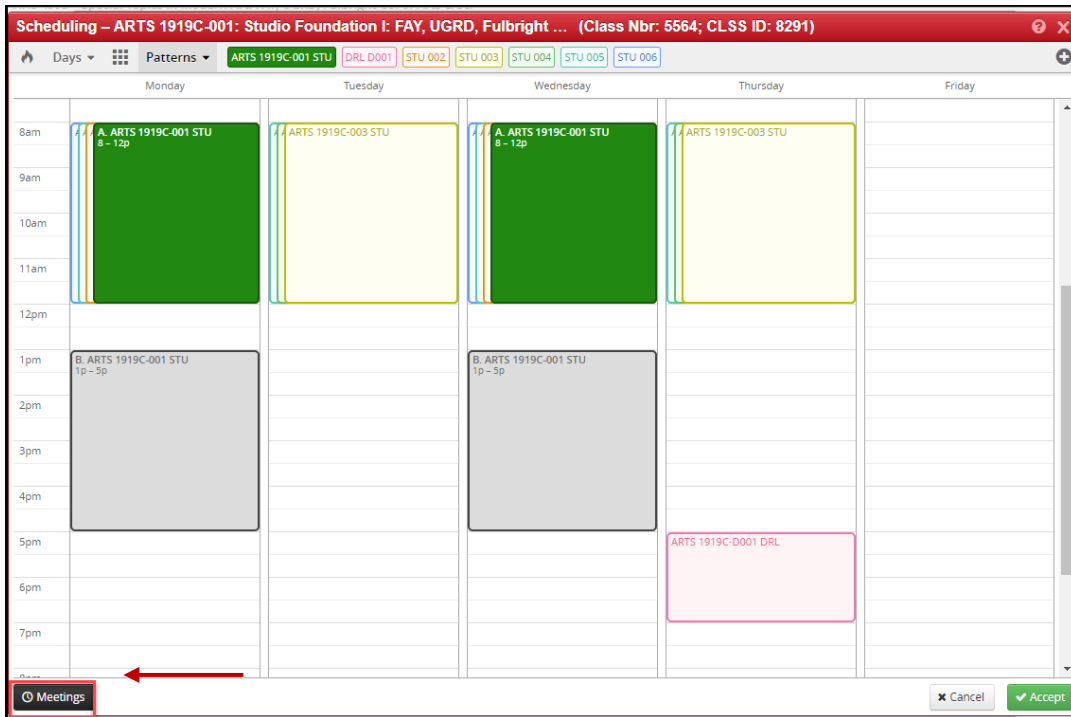 Scheduling – ARTS 1919C-001: Studio Foundation I: FAY, UGRD, Fulbright ... (Class Nbr: 5564; CLSS ID: 8291)
Days Patterns ARTS 1919C-001 STU DRL D001 STU 002 STU 003 STU 004 STU 005 STU 006
Monday Tuesday Wednesday Thursday Friday
8am
A A A A. ARTS 1919C-001 STU
8 – 12p
A A ARTS 1919C-003 STU
A A A A. ARTS 1919C-001 STU
8 – 12p
A A ARTS 1919C-003 STU
9am
10am
11am
12pm
1pm
B. ARTS 1919C-001 STU
1p – 5p
B. ARTS 1919C-001 STU
1p – 5p
2pm
3pm
4pm
5pm
ARTS 1919C-D001 DRL
6pm
7pm
Meetings Cancel Accept